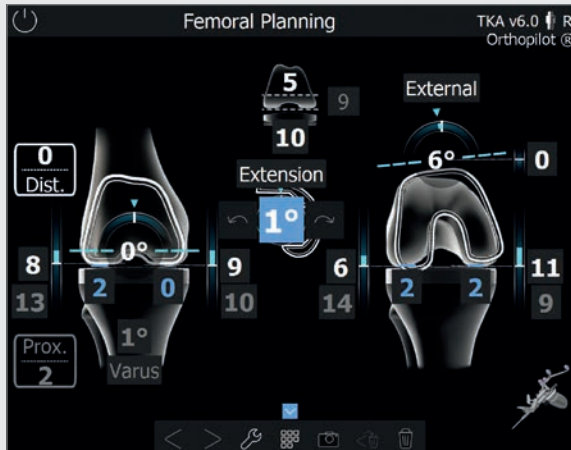 Femoral Planning
TKA v6.0 R
Orthopilot ®
5
9
10
External
6°
0
0
Dist.
Extension
1°
0°
8
13
9
10
2 0
6
14
11
9
2 2
1°
Varus
Prox.
2